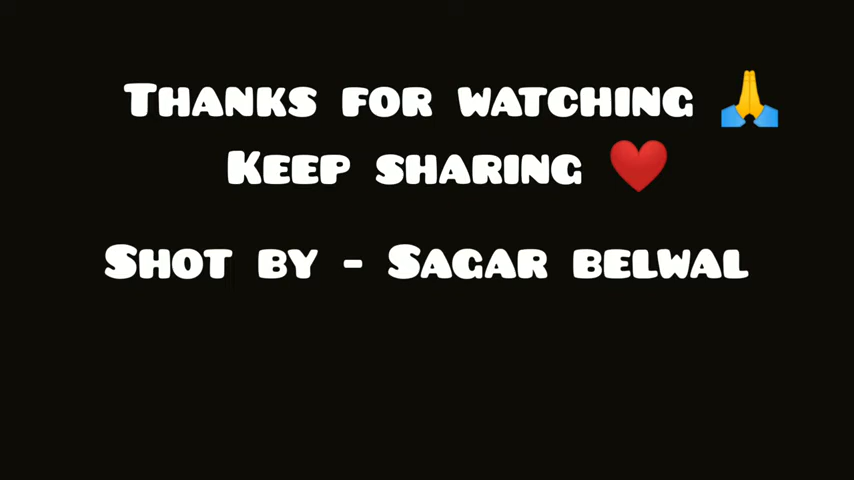 Thanks for watching 🙏
Keep sharing ❤️
Shot by - Sagar belwal